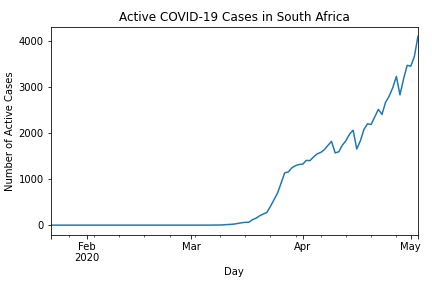 Active COVID-19 Cases in South Africa
Number of Active Cases
4000
3000
2000
1000
0
Feb
2020
Mar
Apr
May
Day